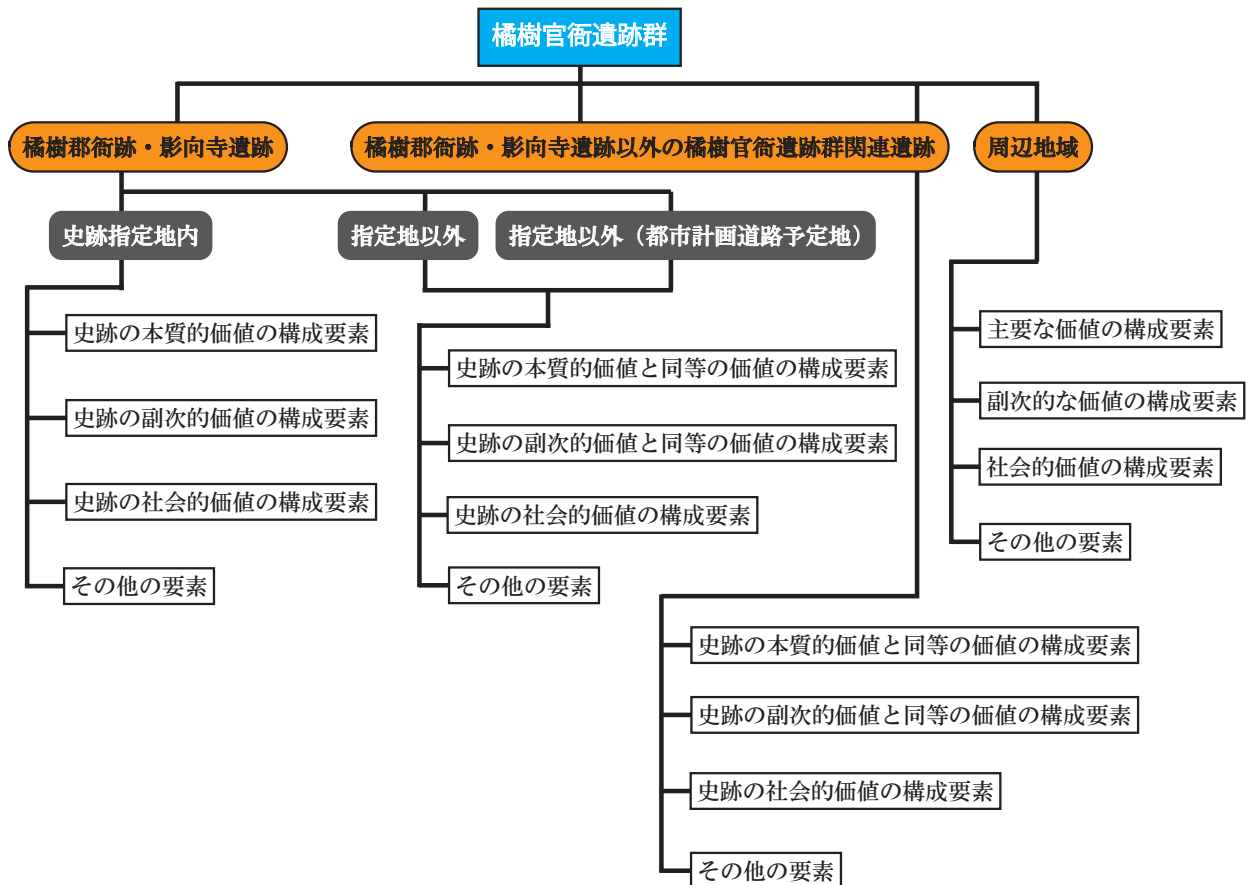 橘樹官衙遺跡群
橘樹郡衙跡・影向寺遺跡
橘樹郡衙跡・影向寺遺跡以外の橘樹官衙遺跡群関連遺跡
周辺地域
史跡指定地内
指定地以外
指定地以外（都市計画道路予定地）
史跡の本質的価値の構成要素
史跡の副次的価値の構成要素
史跡の社会的価値の構成要素
その他の要素
史跡の本質的価値と同等の価値の構成要素
史跡の副次的価値と同等の価値の構成要素
史跡の社会的価値の構成要素
その他の要素
主要な価値の構成要素
副次的な価値の構成要素
社会的価値の構成要素
その他の要素
史跡の本質的価値と同等の価値の構成要素
史跡の副次的価値と同等の価値の構成要素
史跡の社会的価値の構成要素
その他の要素